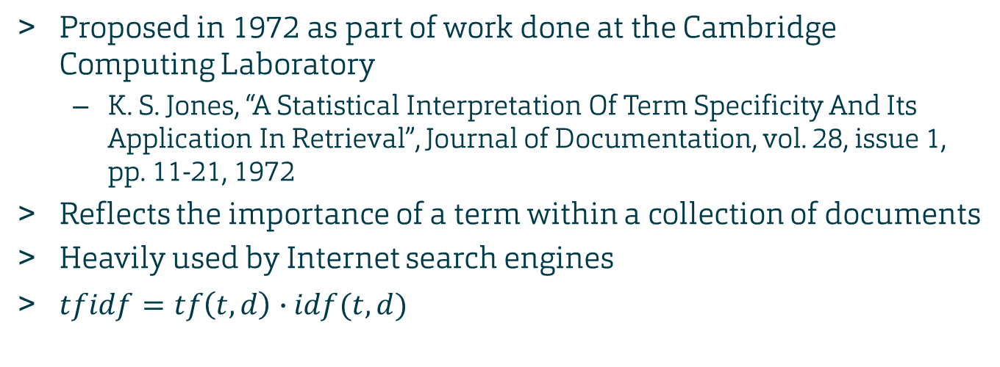 > Proposed in 1972 as part of work done at the Cambridge
Computing Laboratory
– K. S. Jones, “A Statistical Interpretation Of Term Specificity And Its
Application In Retrieval”, Journal of Documentation, vol. 28, issue 1,
pp. 11-21, 1972
> Reflects the importance of a term within a collection of documents
> Heavily used by Internet search engines
> tfidf = tf(t, d) · idf(t, d)